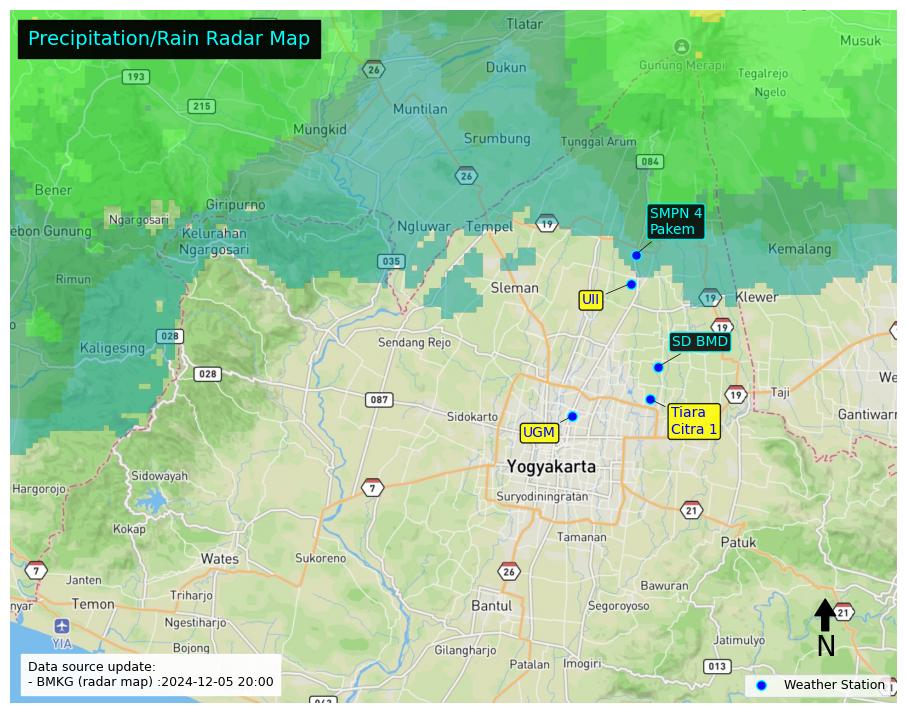 Precipitation/Rain Radar Map
Tlatar
Musuk
26
Gunung Merapi
193
Dukun
Tegalrejo
Ngelo
215
Muntilan
Mungkid
Srumbung
Tunggal Arum
084
26
Bener
Giripurno
Ngargosari
SMPN 4
Pakem
Ngluwar
Tempel
19
ebon Gunung
Kelurahan
Ngargosari
Kemalang
035
Rimun
Sleman
UII
19
Klewer
19
028
Sendang Rejo
SD BMD
Kaligesing
028
We
087
19
Taji
Sidokarto
Tiara
Citra 1
Gantiwarn
UGM
Yogyakarta
Sidowayah
Hargorojo
7
Suryodiningratan
21
Kokap
Tamanan
Patuk
Wates
Sukoreno
7
Janten
26
Bawuran
nyar
Temon
Triharjo
Bantul
Segoroyoso
21
Ngestiharjo
YIA
N
Jatimulyo
Bojong
Gilangharjo
Patalan
Imogiri
013
Data source update:
- BMKG (radar map) :2024-12-05 20:00
Weather Station